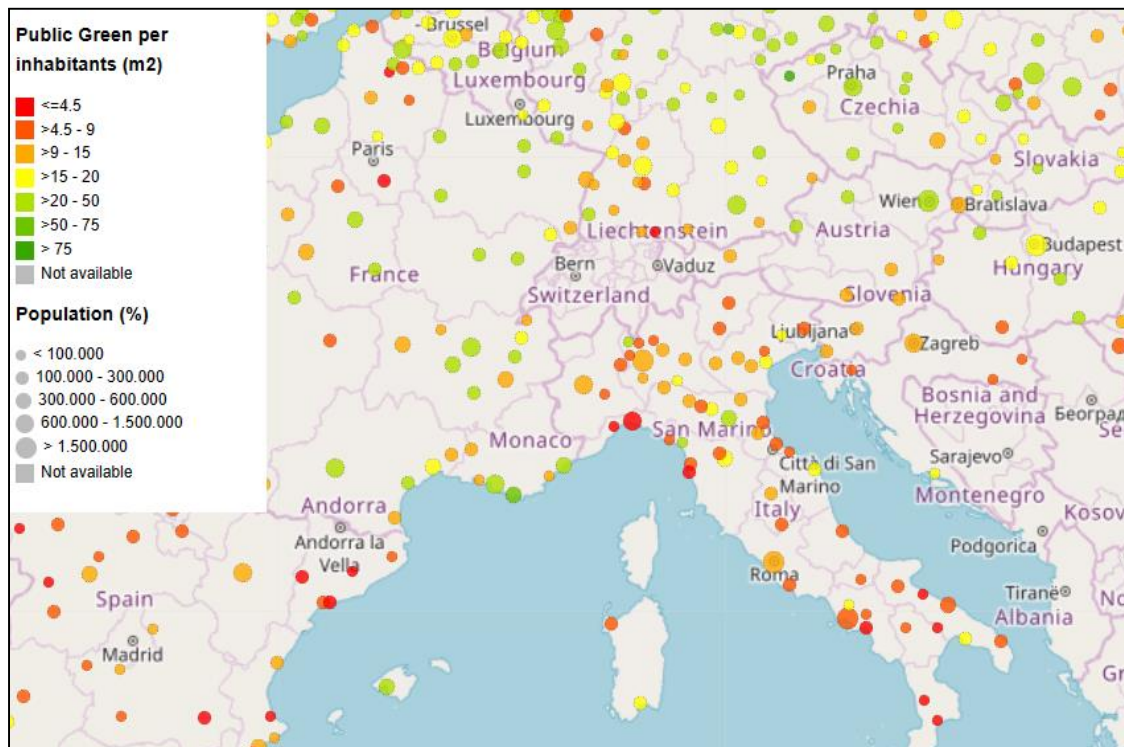 Public Green per
inhabitants (m2)
<=4.5
>4.5 - 9
>9 - 15
>15 - 20
>20 - 50
>50 - 75
> 75
Not available
Population (%)
< 100.000
100.000 - 300.000
300.000 - 600.000
600.000 - 1.500.000
> 1.500.000
Not available
- Brussel
Belgium
Luxembourg
Luxembourg
Paris
France
Praha
Czechia
Slovakia
Wien
Bratislava
Liechtenstein
Austria
Budapest
Hungary
Bern
Vaduz
Switzerland
Slovenia
Ljubljana
Zagreb
Croatia
Bosnia and
Herzegovina
Београд
Se
Monaco
San Marino
Città di San
Marino
Sarajevo
Montenegro
Kosov
Italy
Andorra
Andorra la
Vella
Podgorica
Roma
Tiranë
Albania
No
Spain
Madrid
Gr